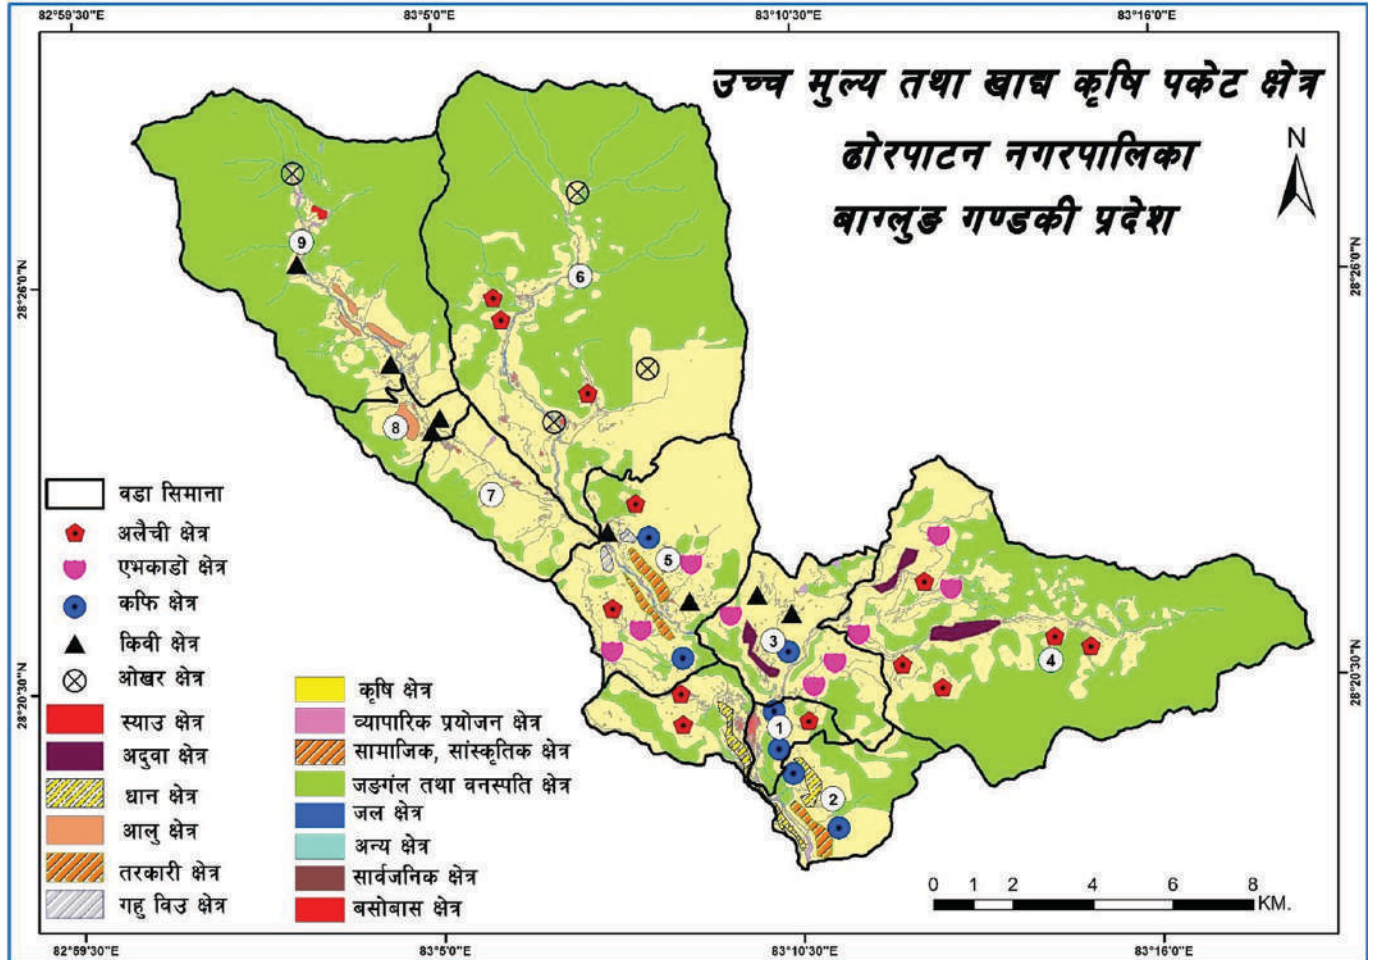 82°59'30"E 83°5'0"E 83°10'30"E 83°16'0"E
उच्च मुल्य तथा खाद्य कृषि पकेट क्षेत्र
ढोरपाटन नगरपालिका
बाग्लुङ गण्डकी प्रदेश
N
28°26'0"N
28°26'0"N
9
6
8
7
5
3
4
1
2
28°20'30"N
28°20'30"N
वडा सिमाना
अलैची क्षेत्र
एभकाडो क्षेत्र
कफि क्षेत्र
किवी क्षेत्र
ओखर क्षेत्र
स्याउ क्षेत्र
अदुवा क्षेत्र
धान क्षेत्र
आलु क्षेत्र
तरकारी क्षेत्र
गहु विउ क्षेत्र
कृषि क्षेत्र
व्यापारिक प्रयोजन क्षेत्र
सामाजिक, सांस्कृतिक क्षेत्र
जङगंल तथा वनस्पति क्षेत्र
जल क्षेत्र
अन्य क्षेत्र
सार्वजनिक क्षेत्र
बसोबास क्षेत्र
0 1 2 4 6 8
KM.
82°59'30"E 83°5'0"E 83°10'30"E 83°16'0"E